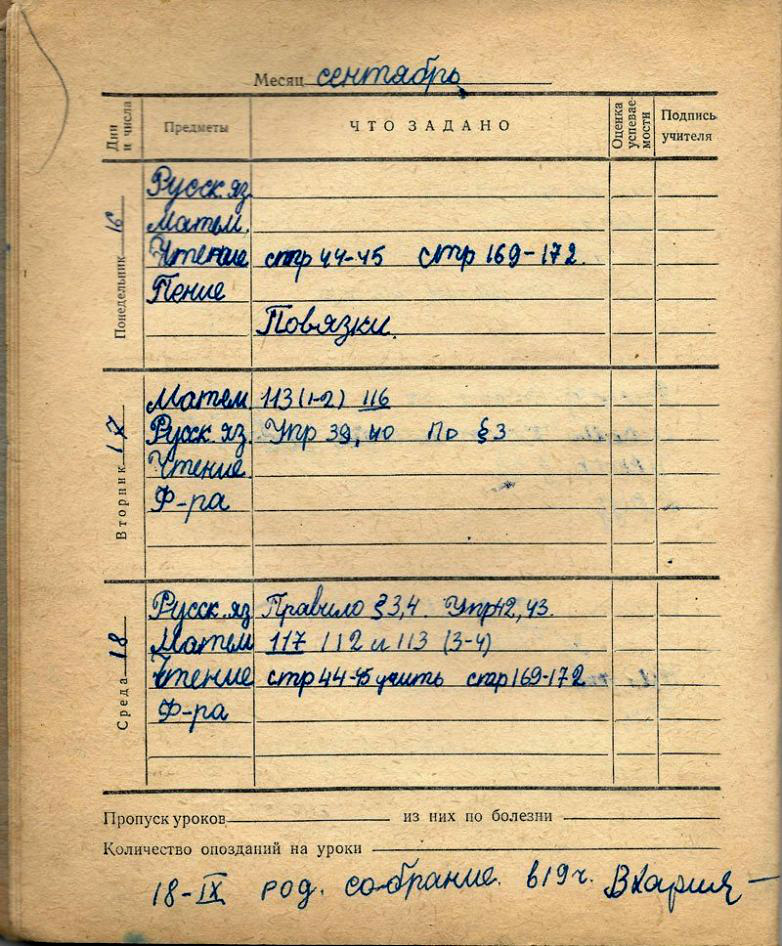 Месяц сентябрь
Дни и числа Предметы ЧТО ЗАДАНО Оценка успевае-мости Подпись учителя
Понедельник 16
Русск. яз.
Матем.
Чтение стр 44-45 стр 169-172.
Пение
Повязки.
Вторник 17
Матем 113 (1-2) 116
Русск. яз. Упр 39, 40 По § 3
Чтение.
Ф-ра
Среда 18
Русск. яз Правило § 3,4. Упр 42, 43.
Матем 117 112 и 113 (3-4)
Чтение стр 44-45 учить стр 169-172
Ф-ра
Пропуск уроков из них по болезни
Количество опозданий на уроки
18-IX род. собрание. в 19 ч.